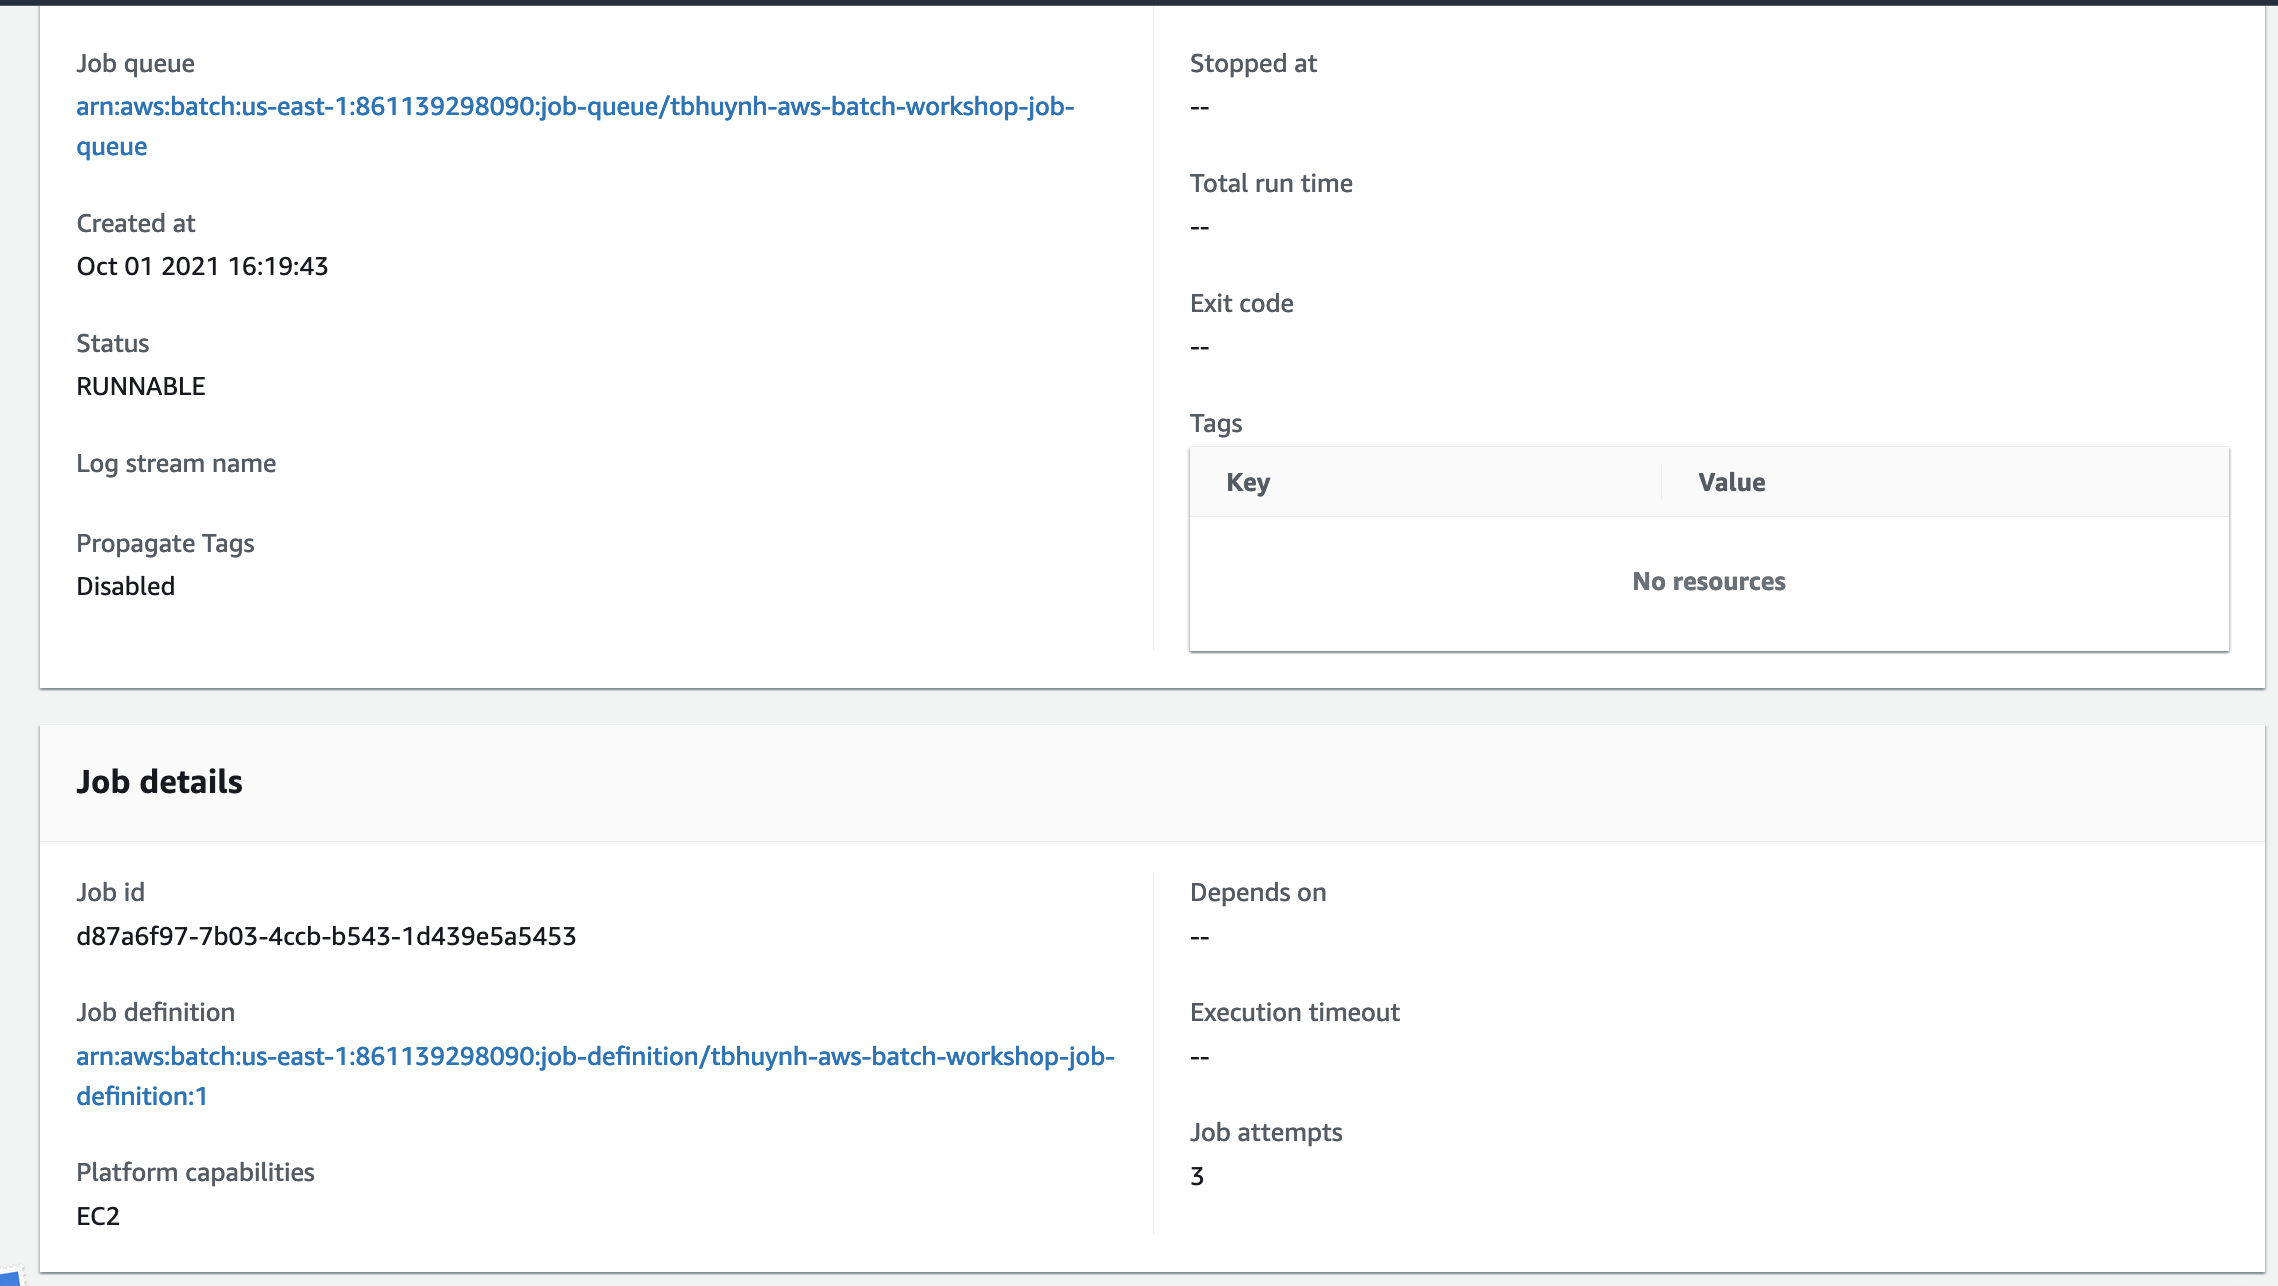 Job queue
arn:aws:batch:us-east-1:861139298090:job-queue/tbhuynh-aws-batch-workshop-job-
queue
Created at
Oct 01 2021 16:19:43
Status
RUNNABLE
Log stream name
Propagate Tags
Disabled
Stopped at
--
Total run time
--
Exit code
--
Tags
Key Value
No resources
Job details
Job id
d87a6f97-7b03-4ccb-b543-1d439e5a5453
Job definition
arn:aws:batch:us-east-1:861139298090:job-definition/tbhuynh-aws-batch-workshop-job-
definition:1
Platform capabilities
EC2
Depends on
--
Execution timeout
--
Job attempts
3